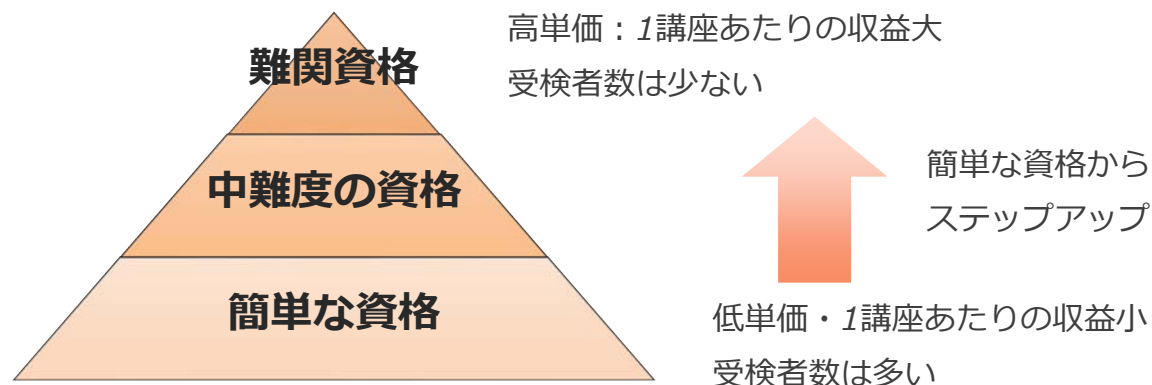 難関資格
高単価：1講座あたりの収益大
受検者数は少ない
中難度の資格
簡単な資格から
ステップアップ
簡単な資格
低単価・1講座あたりの収益小
受検者数は多い